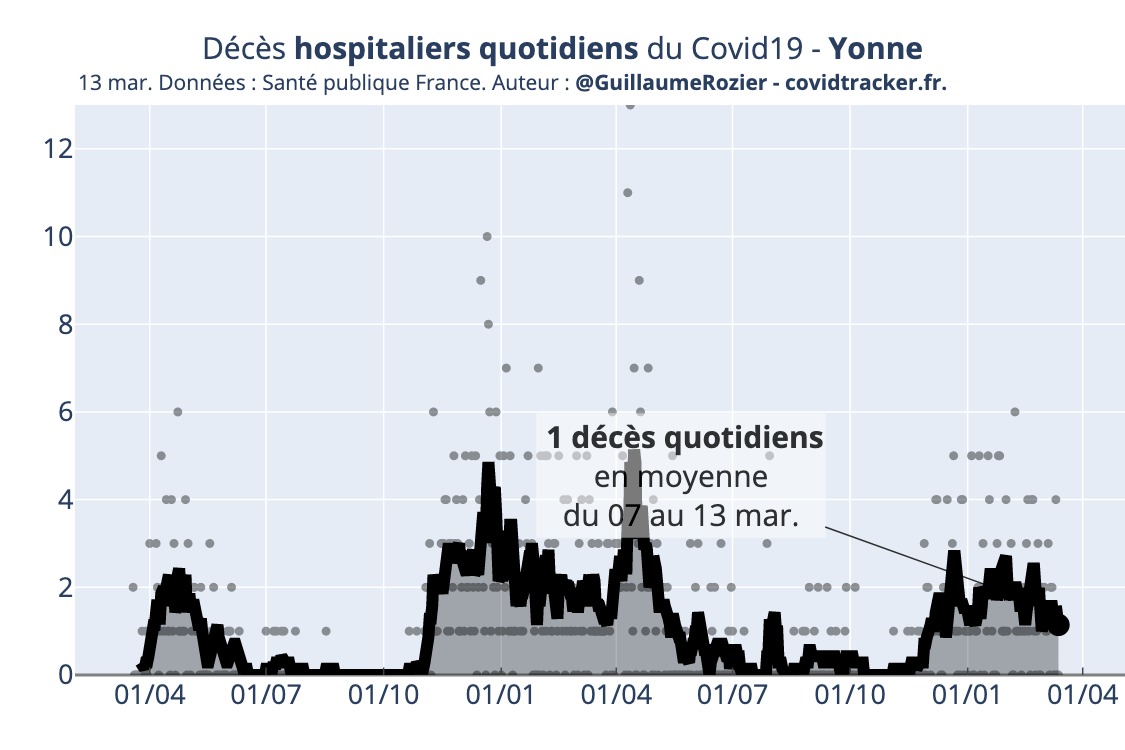 Décès hospitaliers quotidiens du Covid19 - Yonne
13 mar. Données : Santé publique France. Auteur : @GuillaumeRozier - covidtracker.fr.
12
10
8
6
1 décès quotidiens
en moyenne
du 07 au 13 mar.
4
2
0
01/04 01/07 01/10 01/01 01/04 01/07 01/10 01/01 01/04